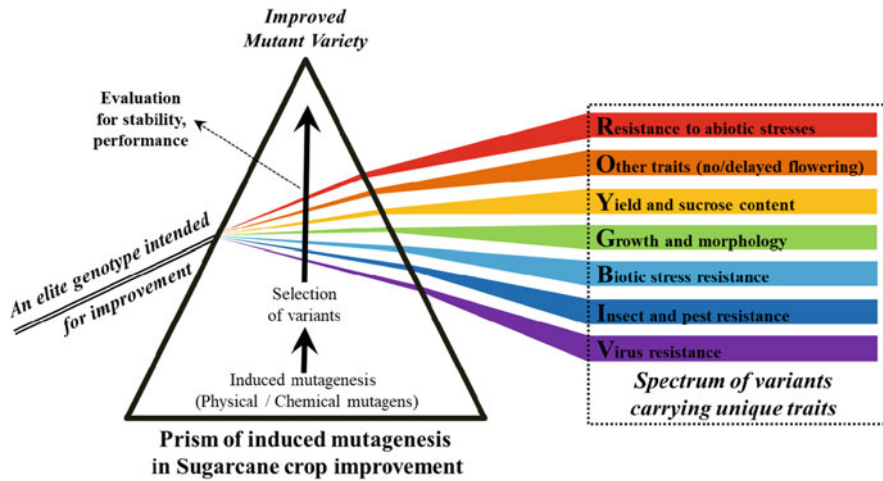 Improved
Mutant Variety
Evaluation
for stability,
performance
An elite genotype intended
for improvement
Selection
of variants
Induced mutagenesis
(Physical / Chemical mutagens)
Prism of induced mutagenesis
in Sugarcane crop improvement
Resistance to abiotic stresses
Other traits (no/delayed flowering)
Yield and sucrose content
Growth and morphology
Biotic stress resistance
Insect and pest resistance
Virus resistance
Spectrum of variants
carrying unique traits